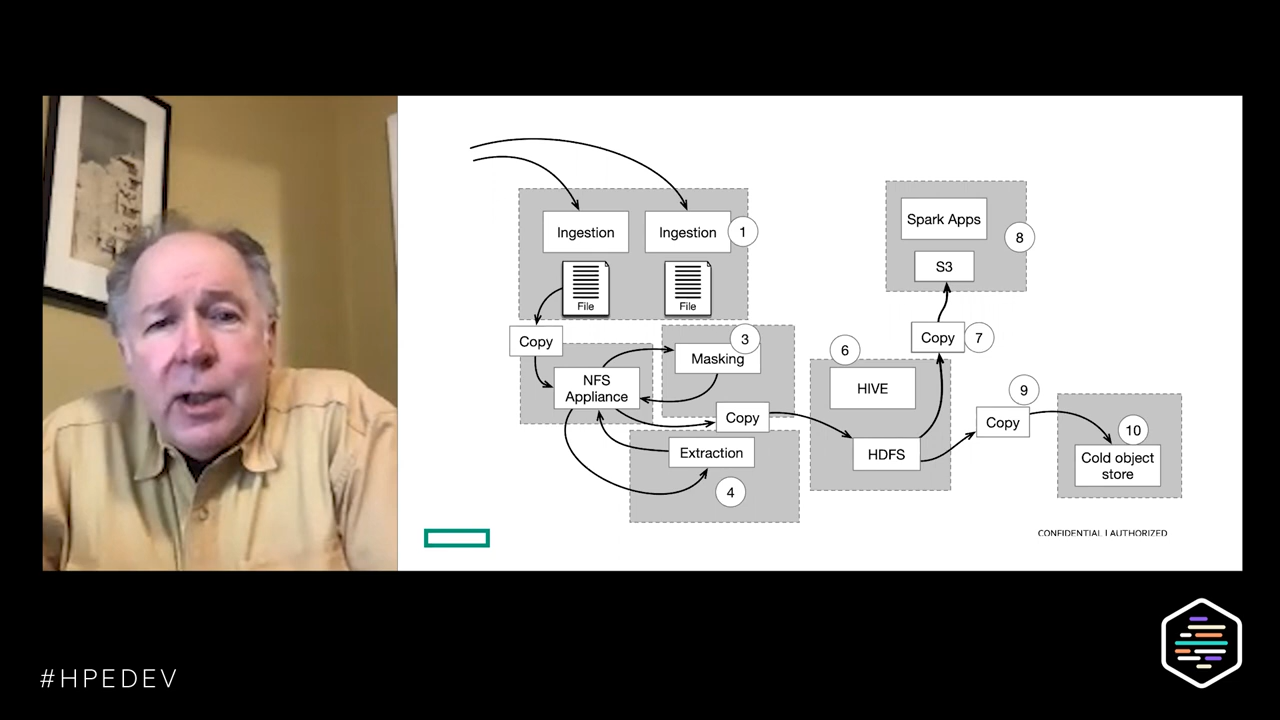 Ingestion
Ingestion
1
File
File
Copy
NFS
Appliance
3
Masking
Copy
Extraction
4
6
HIVE
HDFS
Spark Apps
8
S3
Copy
7
9
Copy
10
Cold object
store
CONFIDENTIAL | AUTHORIZED
#HPEDEV